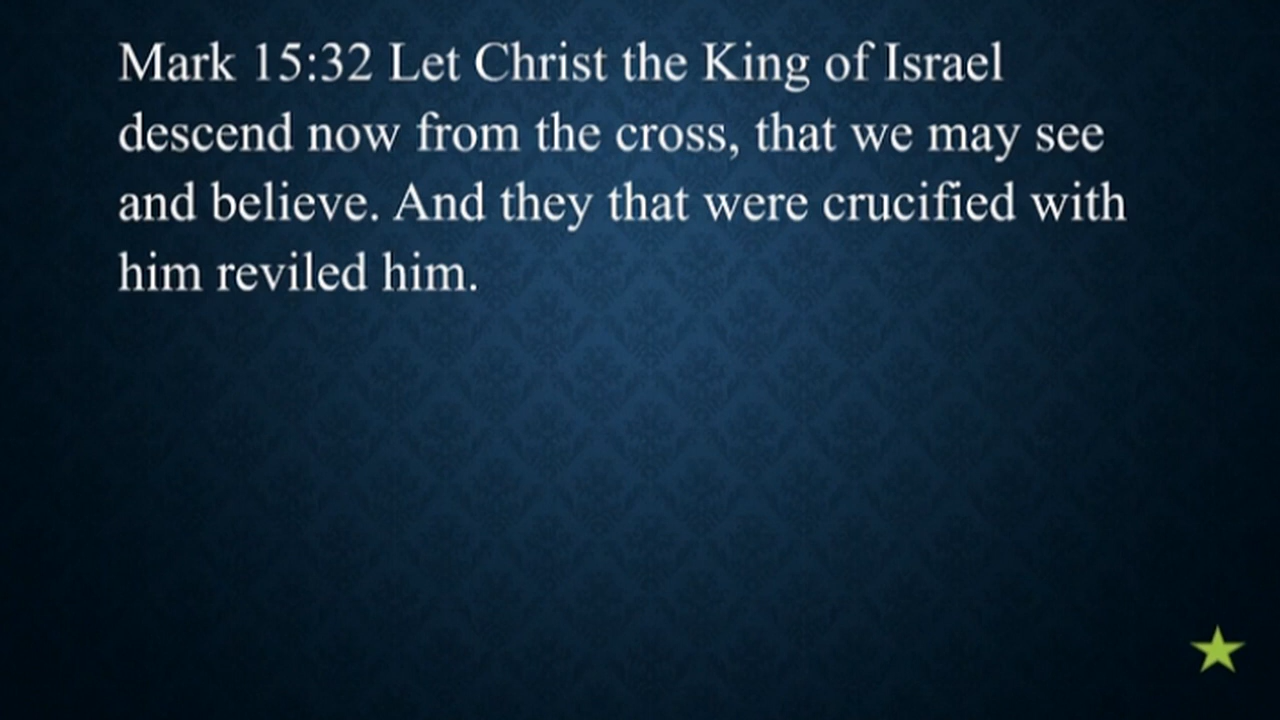 Mark 15:32 Let Christ the King of Israel
descend now from the cross, that we may see
and believe. And they that were crucified with
him reviled him.